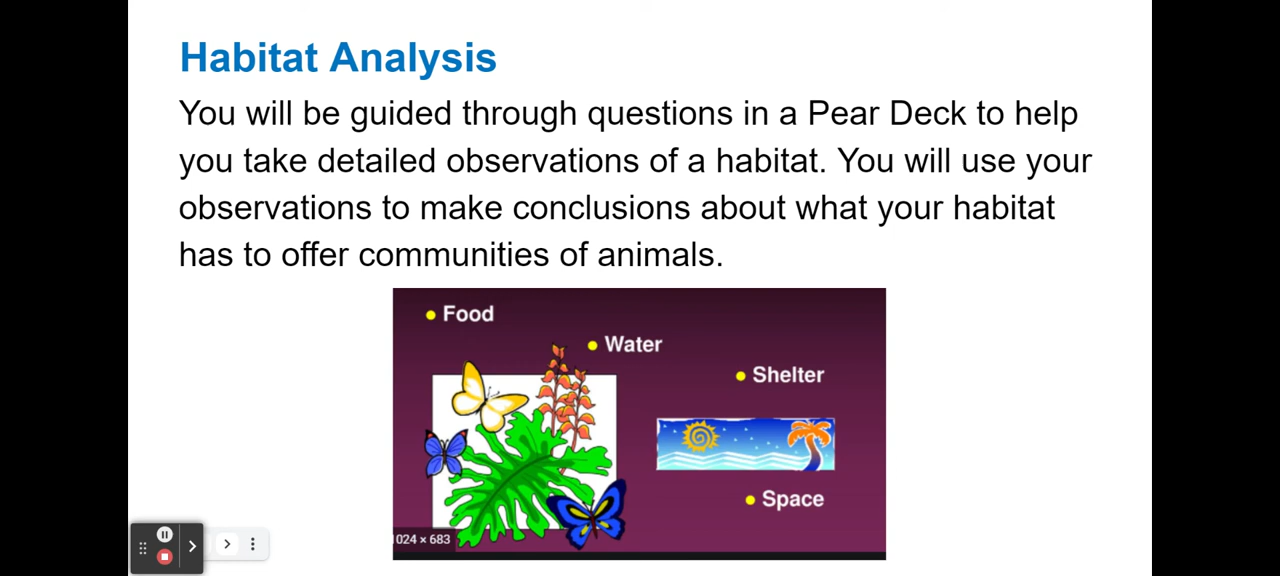 Habitat Analysis
You will be guided through questions in a Pear Deck to help
you take detailed observations of a habitat. You will use your
observations to make conclusions about what your habitat
has to offer communities of animals.
• Food
• Water
• Shelter
• Space
1024 × 683